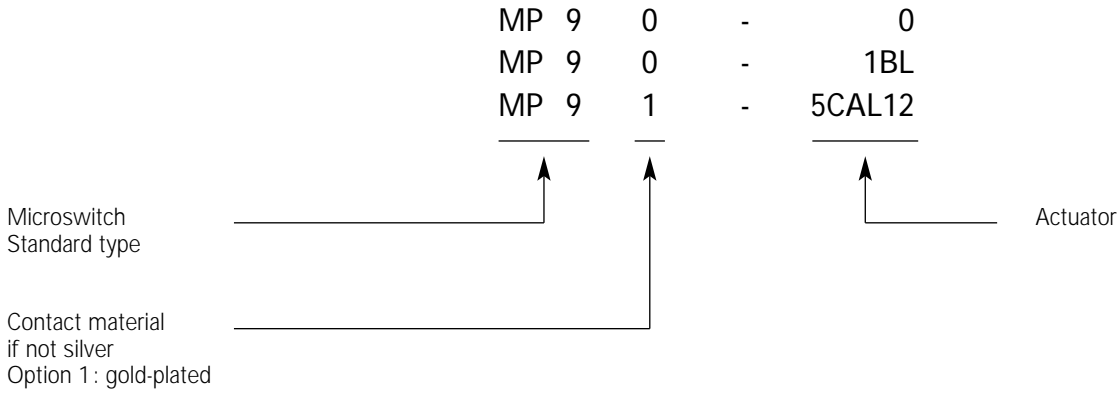 MP 9 0 - 0
MP 9 0 - 1BL
MP 9 1 - 5CAL12
Microswitch
Standard type
Actuator
Contact material
if not silver
Option 1: gold-plated